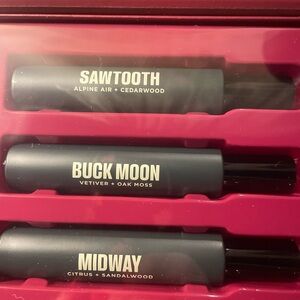 SAWTOOTH
ALPINE AIR + CEDARWOOD
BUCK MOON
VETIVER + OAK MOSS
MIDWAY
CITRUS + SANDALWOOD